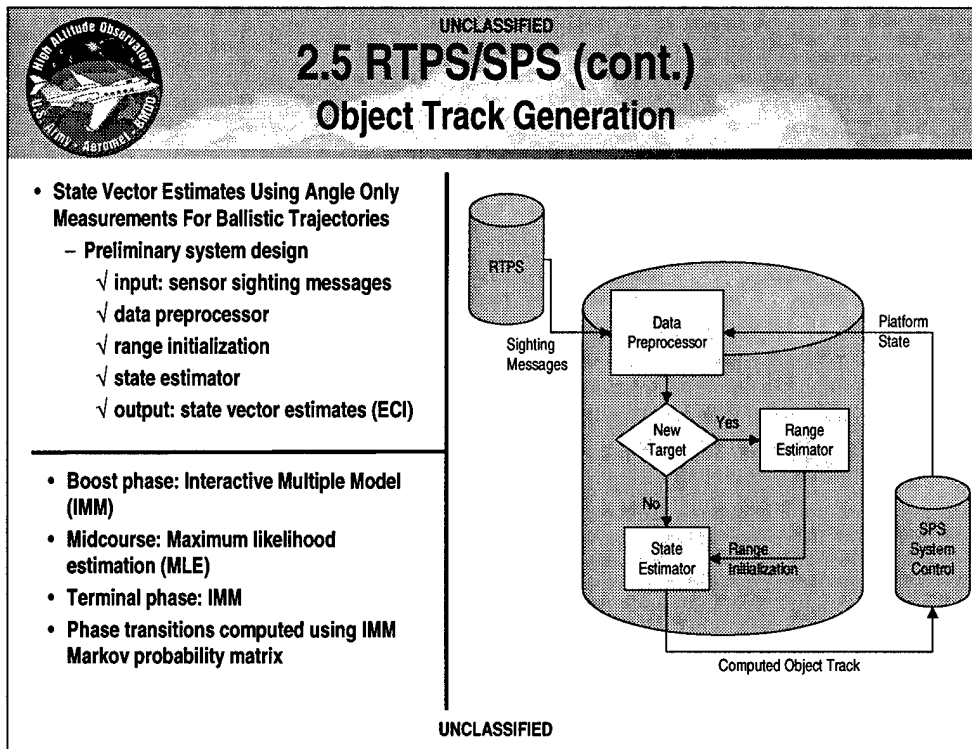 UNCLASSIFIED
2.5 RTPS/SPS (cont.)
Object Track Generation
High ALtitude Observatory
U.S. Army - Aeromet - BMDO
• State Vector Estimates Using Angle Only
Measurements For Ballistic Trajectories
– Preliminary system design
√ input: sensor sighting messages
√ data preprocessor
√ range initialization
√ state estimator
√ output: state vector estimates (ECI)
• Boost phase: Interactive Multiple Model
(IMM)
• Midcourse: Maximum likelihood
estimation (MLE)
• Terminal phase: IMM
• Phase transitions computed using IMM
Markov probability matrix
RTPS
Sighting
Messages
Data
Preprocessor
Platform
State
New
Target
Yes
Range
Estimator
No
State
Estimator
Range
Initialization
SPS
System
Control
Computed Object Track
UNCLASSIFIED